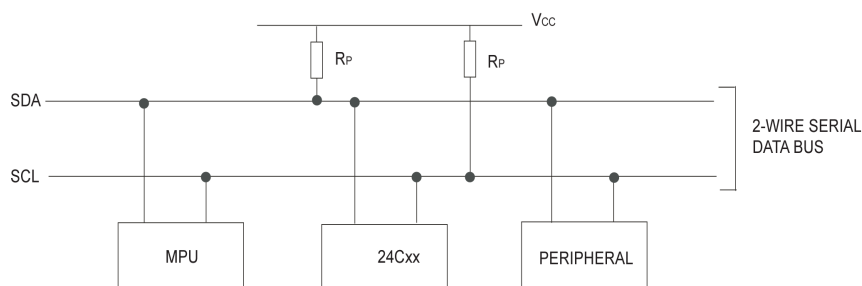 Vcc
RP
RP
SDA
2-WIRE SERIAL
DATA BUS
SCL
MPU
24Cxx
PERIPHERAL